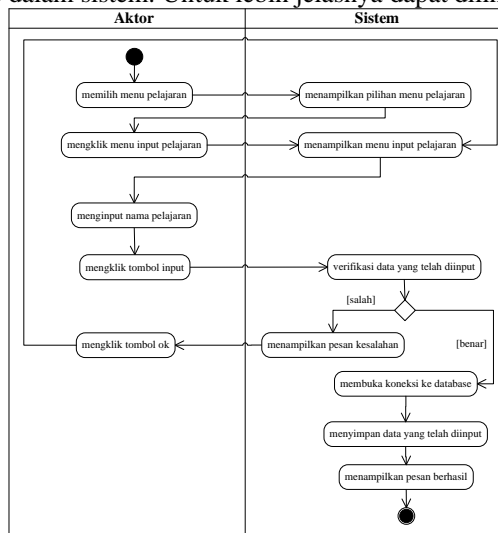 dalam sistem. Untuk lebih jelasnya dapat
Aktor
Sistem
memilih menu pelajaran
menampilkan pilihan menu pelajaran
mengklik menu input pelajaran
menampilkan menu input pelajaran
menginput nama pelajaran
mengklik tombol input
verifikasi data yang telah diinput
[salah]
mengklik tombol ok
menampilkan pesan kesalahan
[benar]
membuka koneksi ke database
menyimpan data yang telah diinput
menampilkan pesan berhasil